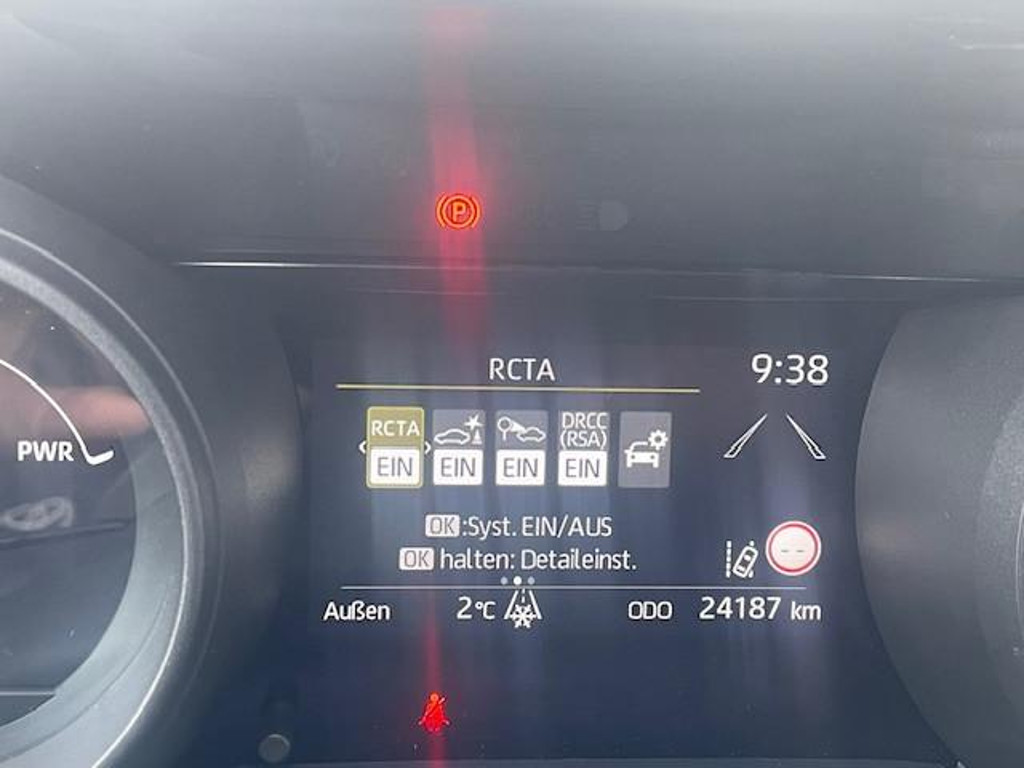 P
RCTA
9:38
RCTA
DRCC
(RSA)
EIN
EIN
EIN
EIN
PWR
OK :Syst. EIN/AUS
OK halten: Detaileinst.
--
Außen 2°C ODO 24187 km